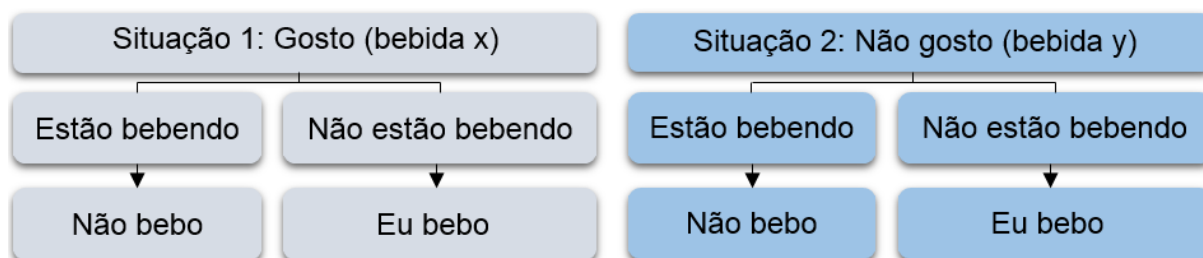 Situação 1: Gosto (bebida x)
Estão bebendo
Não estão bebendo
Não bebo
Eu bebo
Situação 2: Não gosto (bebida y)
Estão bebendo
Não estão bebendo
Não bebo
Eu bebo